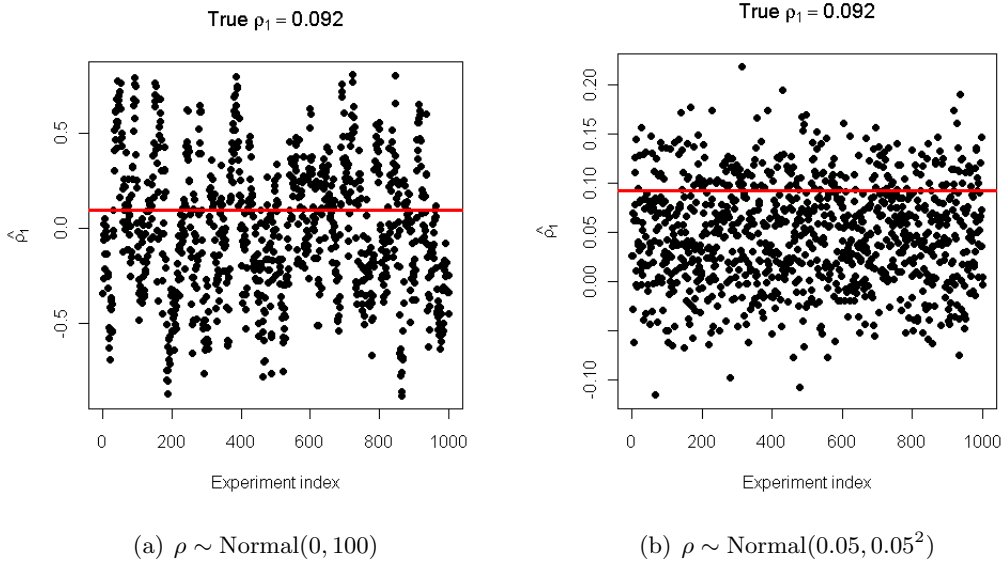 True ρ₁ = 0.092
ρ̂₁
0.5
0.0
-0.5
0 200 400 600 800 1000
Experiment index
(a) ρ ∼ Normal(0, 100)
True ρ₁ = 0.092
ρ̂₁
0.20
0.15
0.10
0.05
0.00
-0.10
0 200 400 600 800 1000
Experiment index
(b) ρ ∼ Normal(0.05, 0.05²)